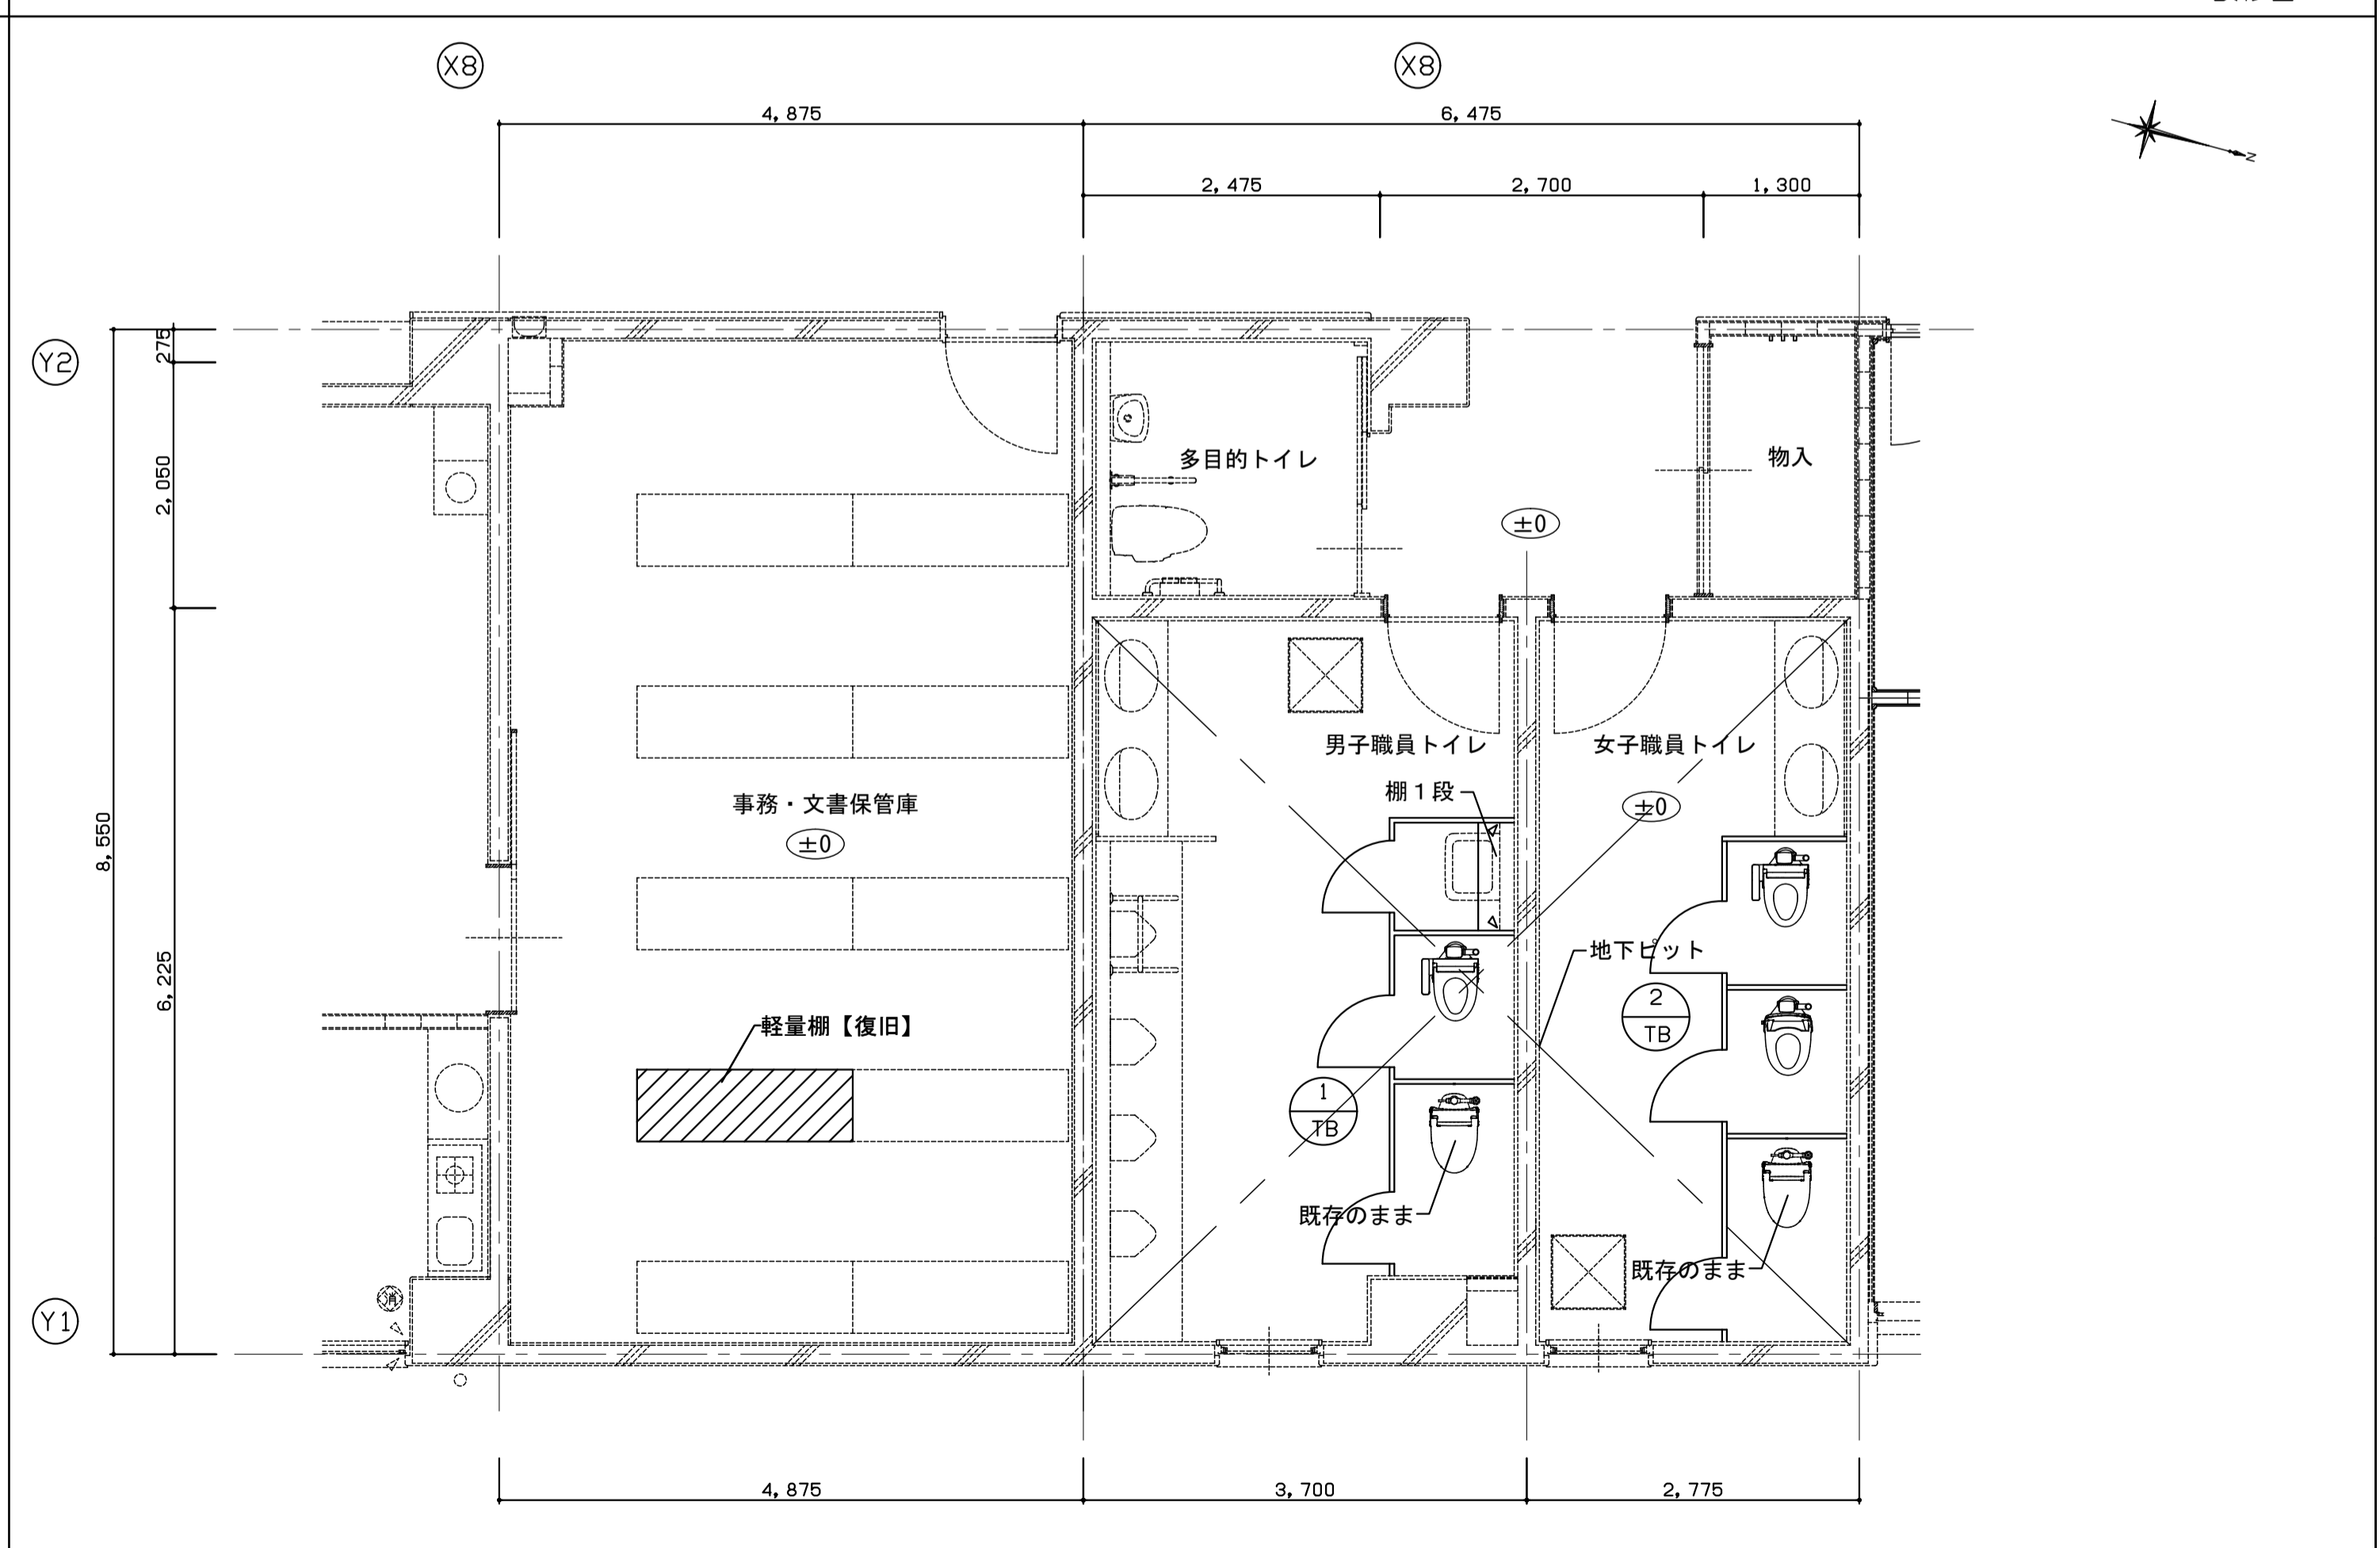 X8
X8
4,875
6,475
2,475
2,700
1,300
N
Y2
275
2,050
多目的トイレ
物入
±0
男子職員トイレ
女子職員トイレ
棚1段
事務・文書保管庫
±0
±0
8,550
6,225
地下ピット
2
TB
軽量棚【復旧】
1
TB
既存のまま
既存のまま
消
Y1
4,875
3,700
2,775